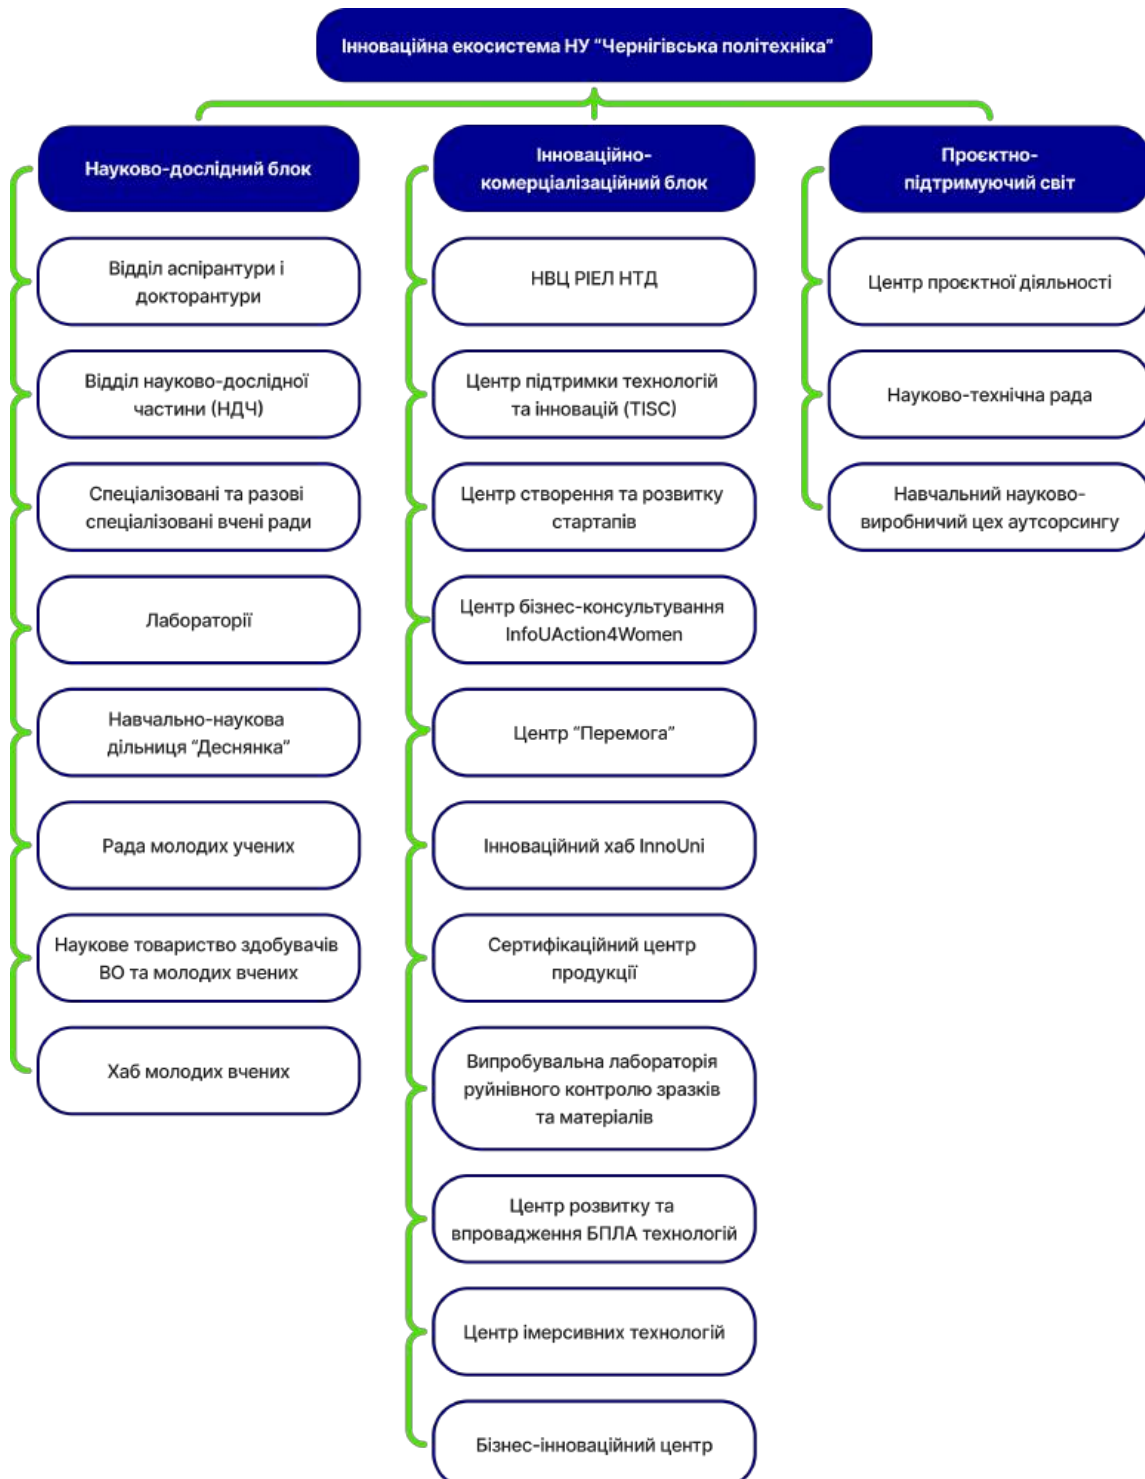 Інноваційна екосистема НУ “Чернігівська політехніка”
Науково-дослідний блок
Відділ аспірантури і
докторантури
Відділ науково-дослідної
частини (НДЧ)
Спеціалізовані та разові
спеціалізовані вчені ради
Лабораторії
Навчально-наукова
дільниця “Деснянка”
Рада молодих учених
Наукове товариство здобувачів
ВО та молодих вчених
Хаб молодих вчених
Інноваційно-
комерціалізаційний блок
НВЦ РІЕЛ НТД
Центр підтримки технологій
та інновацій (TISC)
Центр створення та розвитку
стартапів
Центр бізнес-консультування
InfoUAction4Women
Центр “Перемога”
Інноваційний хаб InnoUni
Сертифікаційний центр
продукції
Випробувальна лабораторія
руйнівного контролю зразків
та матеріалів
Центр розвитку та
впровадження БПЛА технологій
Центр імерсивних технологій
Бізнес-інноваційний центр
Проєктно-
підтримуючий світ
Центр проєктної діяльності
Науково-технічна рада
Навчальний науково-
виробничий цех аутсорсингу